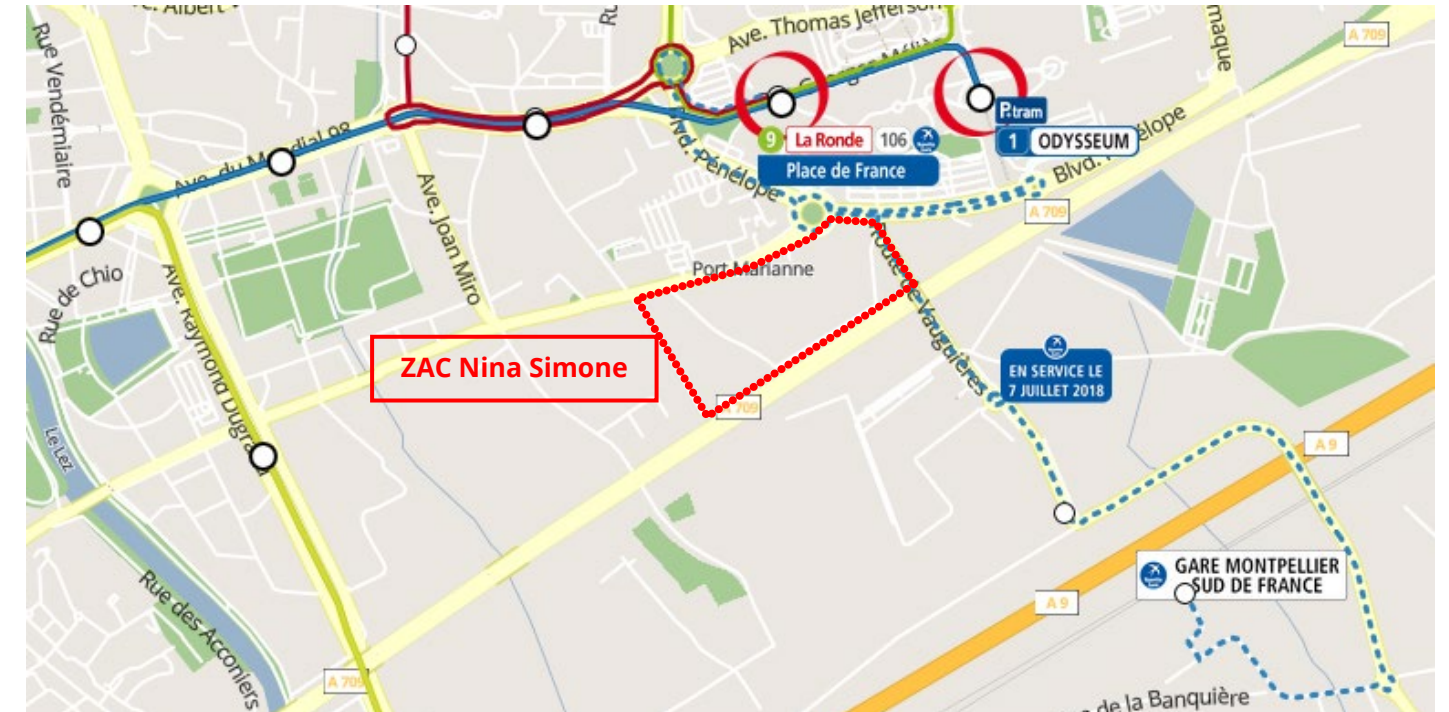 Ave. Thomas Jefferson
A 709
Rue Vendémiaire
Ave. du Mondial 98
Blvd. Pénélope
P.tram
9 La Ronde 106
1 ODYSSEUM
Place de France
Blvd. Pénélope
A 709
Ave. Joan Miro
Rue de Chio
Port Marianne
Route de Vauguières
Ave. Raymond Dugrand
ZAC Nina Simone
EN SERVICE LE
7 JUILLET 2018
A 709
Le Lez
A 9
GARE MONTPELLIER
SUD DE FRANCE
A 9
Rue des Acconiers
A 709
de la Banquière